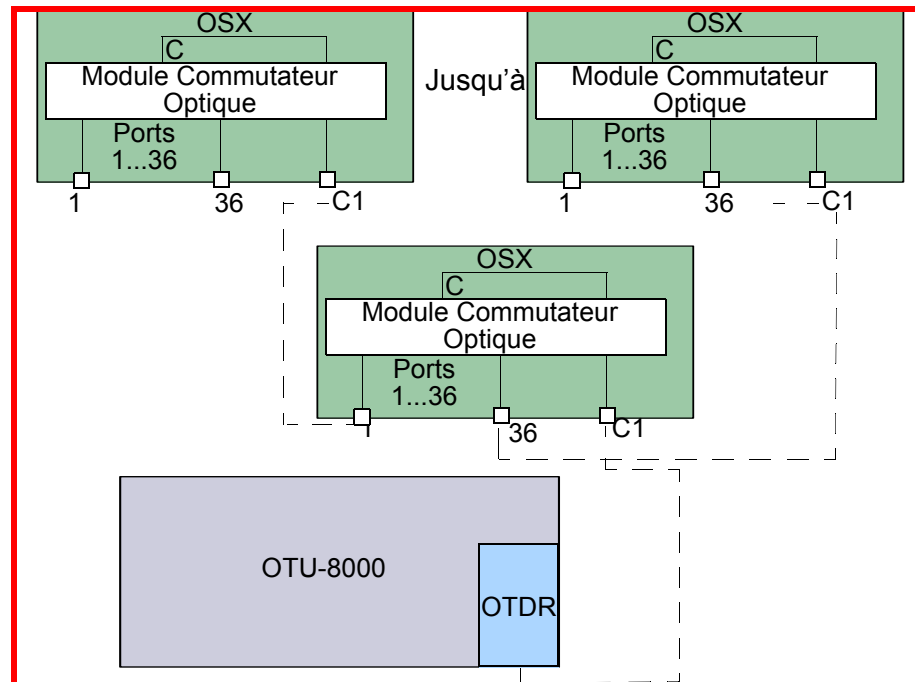 OSX
C
Module Commutateur
Optique
Ports
1...36
1
36
C1
Jusqu'à
OSX
C
Module Commutateur
Optique
Ports
1...36
1
36
C1
OSX
C
Module Commutateur
Optique
Ports
1...36
1
36
C1
OTU-8000
OTDR